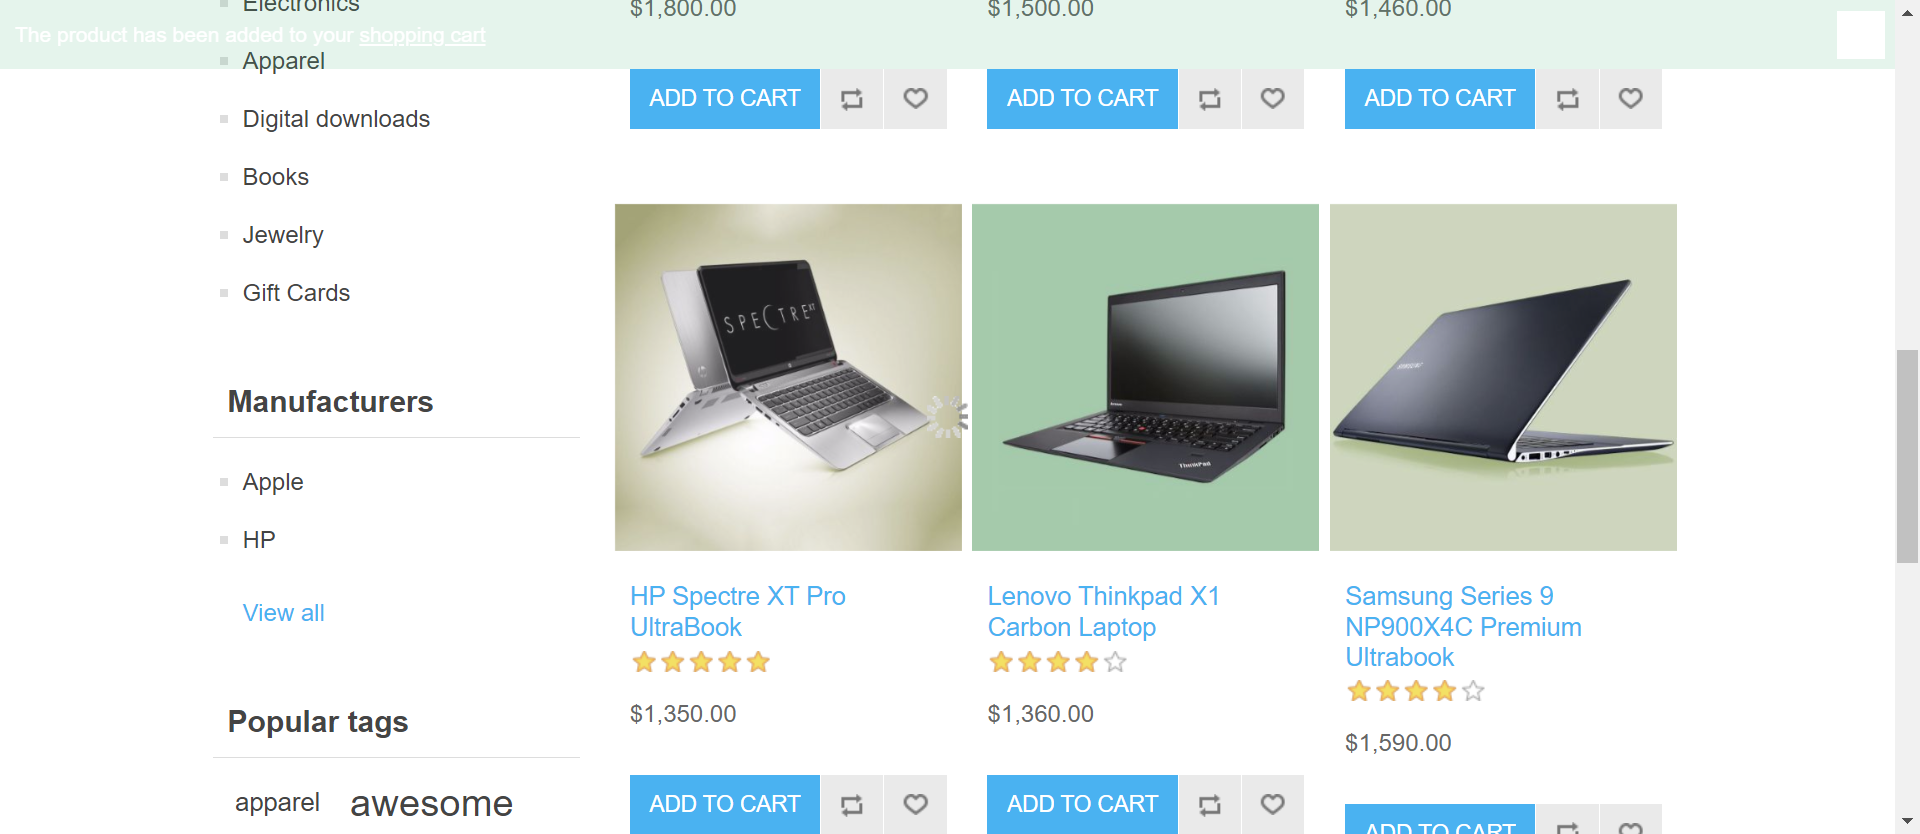 Electronics
$1,800.00 $1,500.00 $1,460.00
The product has been added to your shopping cart
Apparel
ADD TO CART ADD TO CART ADD TO CART
Digital downloads
Books
Jewelry
Gift Cards
SPECTRE XT
SAMSUNG
Manufacturers
ThinkPad
Apple
HP
View all
HP Spectre XT Pro
UltraBook
Lenovo Thinkpad X1
Carbon Laptop
Samsung Series 9
NP900X4C Premium
Ultrabook
$1,350.00
$1,360.00
$1,590.00
Popular tags
apparel awesome
ADD TO CART ADD TO CART ADD TO CART